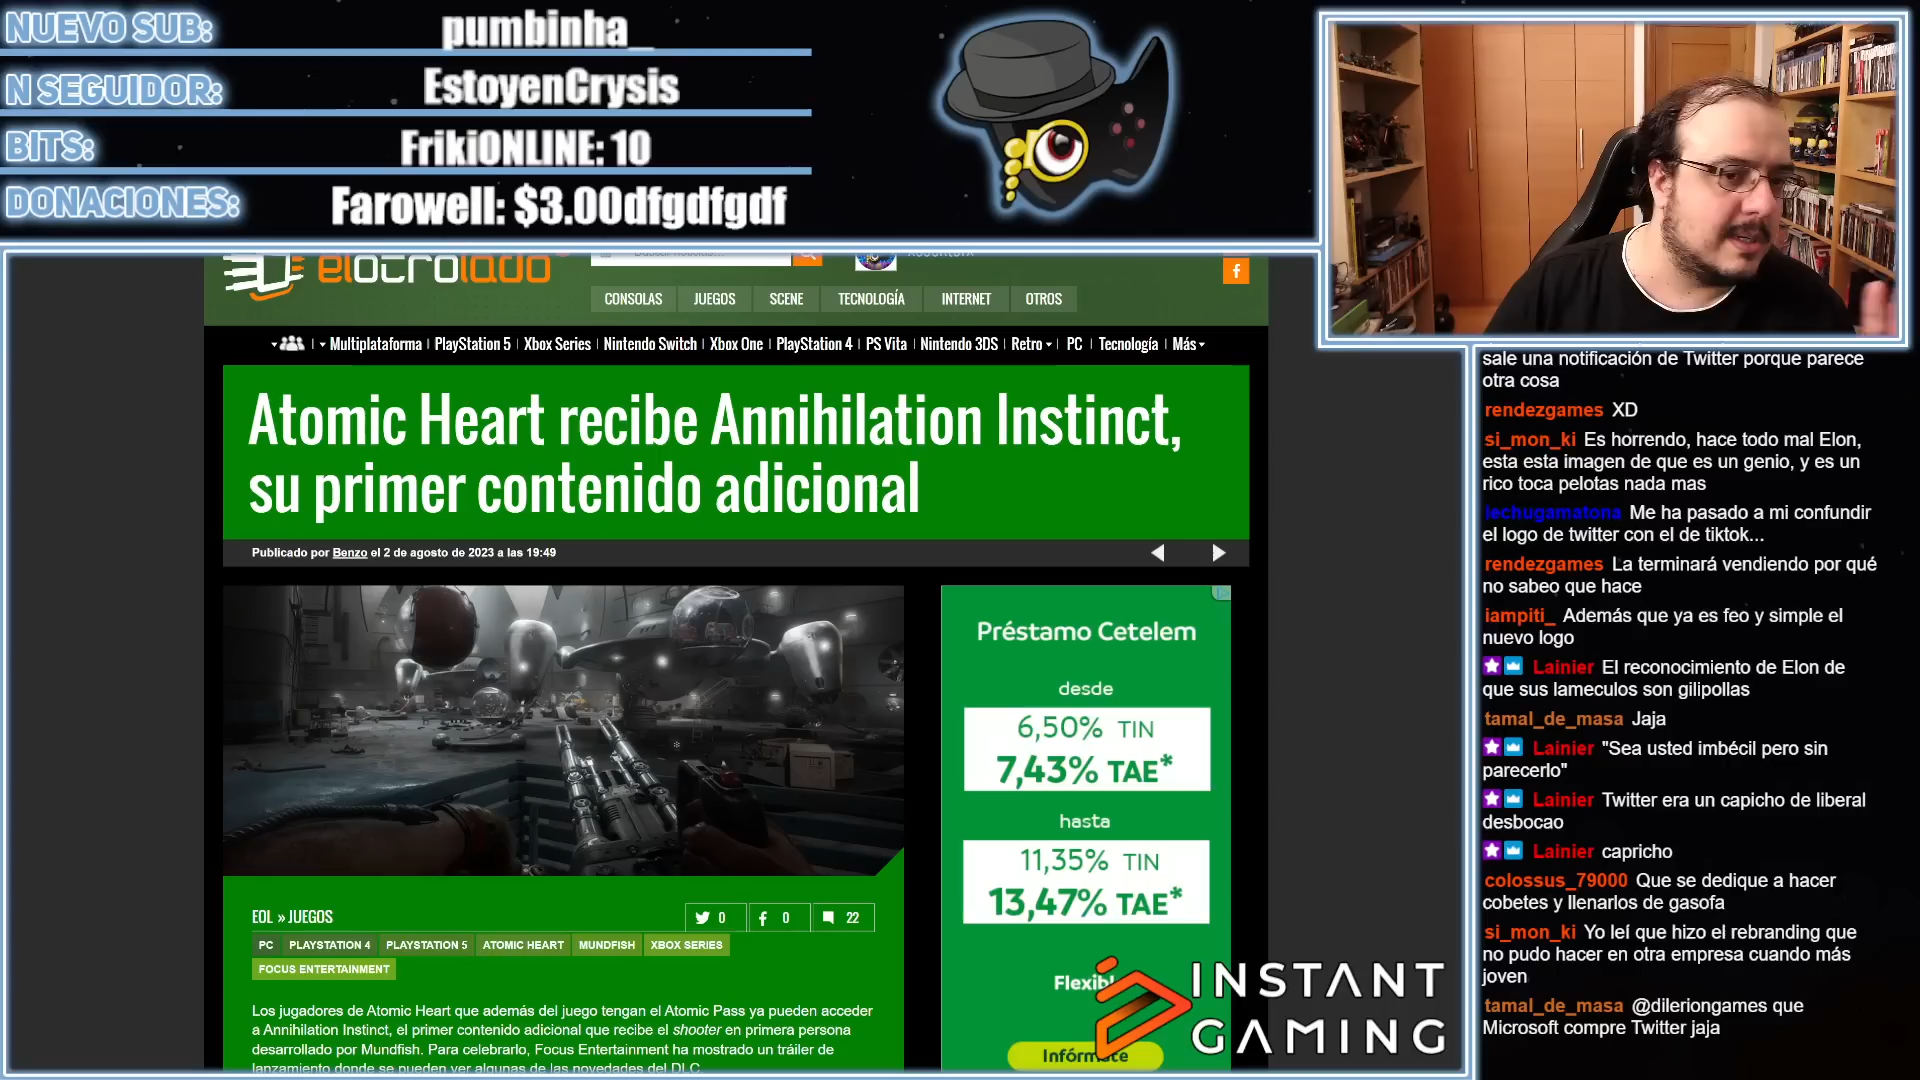 NUEVO SUB:
pumbinha_
N SEGUIDOR:
EstoyenCrysis
BITS:
FrikiONLINE: 10
DONACIONES:
Farowell: $3.00dfgdfgdf
elotrolado
CONSOLAS
JUEGOS
SCENE
TECNOLOGÍA
INTERNET
OTROS
Multiplataforma | PlayStation 5 | Xbox Series | Nintendo Switch | Xbox One | PlayStation 4 | PS Vita | Nintendo 3DS | Retro | PC | Tecnología | Más
Atomic Heart recibe Annihilation Instinct,
su primer contenido adicional
Publicado por Benzo el 2 de agosto de 2023 a las 19:49
EOL » JUEGOS
0
0
22
PC PLAYSTATION 4 PLAYSTATION 5 ATOMIC HEART MUNDFISH XBOX SERIES
FOCUS ENTERTAINMENT
Los jugadores de Atomic Heart que además del juego tengan el Atomic Pass ya pueden acceder
a Annihilation Instinct, el primer contenido adicional que recibe el shooter en primera persona
desarrollado por Mundfish. Para celebrarlo, Focus Entertainment ha mostrado un tráiler de
lanzamiento donde se pueden ver algunas de las novedades del DLC.
Préstamo Cetelem
desde
6,50% TIN
7,43% TAE*
hasta
11,35% TIN
13,47% TAE*
INSTANT
GAMING
sale una notificación de Twitter porque parece
otra cosa
rendezgames XD
si_mon_ki Es horrendo, hace todo mal Elon,
esta esta imagen de que es un genio, y es un
rico toca pelotas nada mas
lechugamatona Me ha pasado a mi confundir
el logo de twitter con el de tiktok...
rendezgames La terminará vendiendo por qué
no sabeo que hace
iampiti_ Además que ya es feo y simple el
nuevo logo
Lainier El reconocimiento de Elon de
que sus lameculos son gilipollas
tamal_de_masa Jaja
Lainier "Sea usted imbécil pero sin
parecerlo"
Lainier Twitter era un capicho de liberal
desbocao
Lainier capricho
colossus_79000 Que se dedique a hacer
cobetes y llenarlos de gasofa
si_mon_ki Yo leí que hizo el rebranding que
no pudo hacer en otra empresa cuando más
joven
tamal_de_masa @dileriongames que
Microsoft compre Twitter jaja